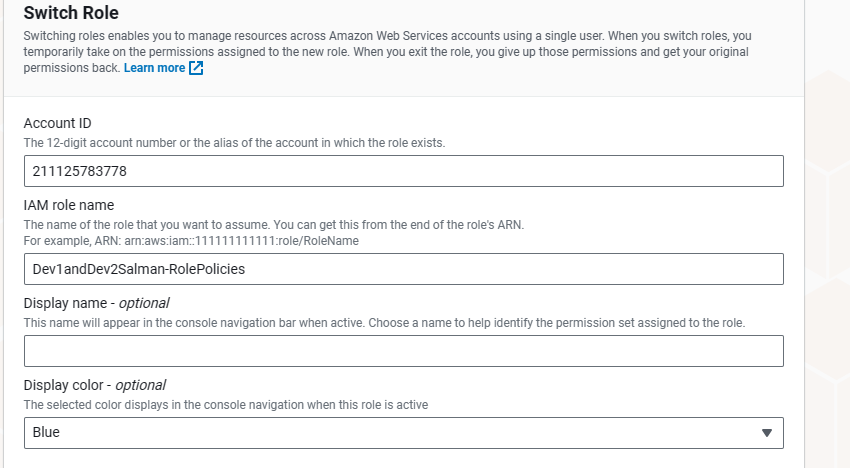 Switch Role
Switching roles enables you to manage resources across Amazon Web Services accounts using a single user. When you switch roles, you
temporarily take on the permissions assigned to the new role. When you exit the role, you give up those permissions and get your original
permissions back. Learn more
Account ID
The 12-digit account number or the alias of the account in which the role exists.
211125783778
IAM role name
The name of the role that you want to assume. You can get this from the end of the role's ARN.
For example, ARN: arn:aws:iam::111111111111:role/RoleName
Dev1andDev2Salman-RolePolicies
Display name - optional
This name will appear in the console navigation bar when active. Choose a name to help identify the permission set assigned to the role.
Display color - optional
The selected color displays in the console navigation when this role is active
Blue